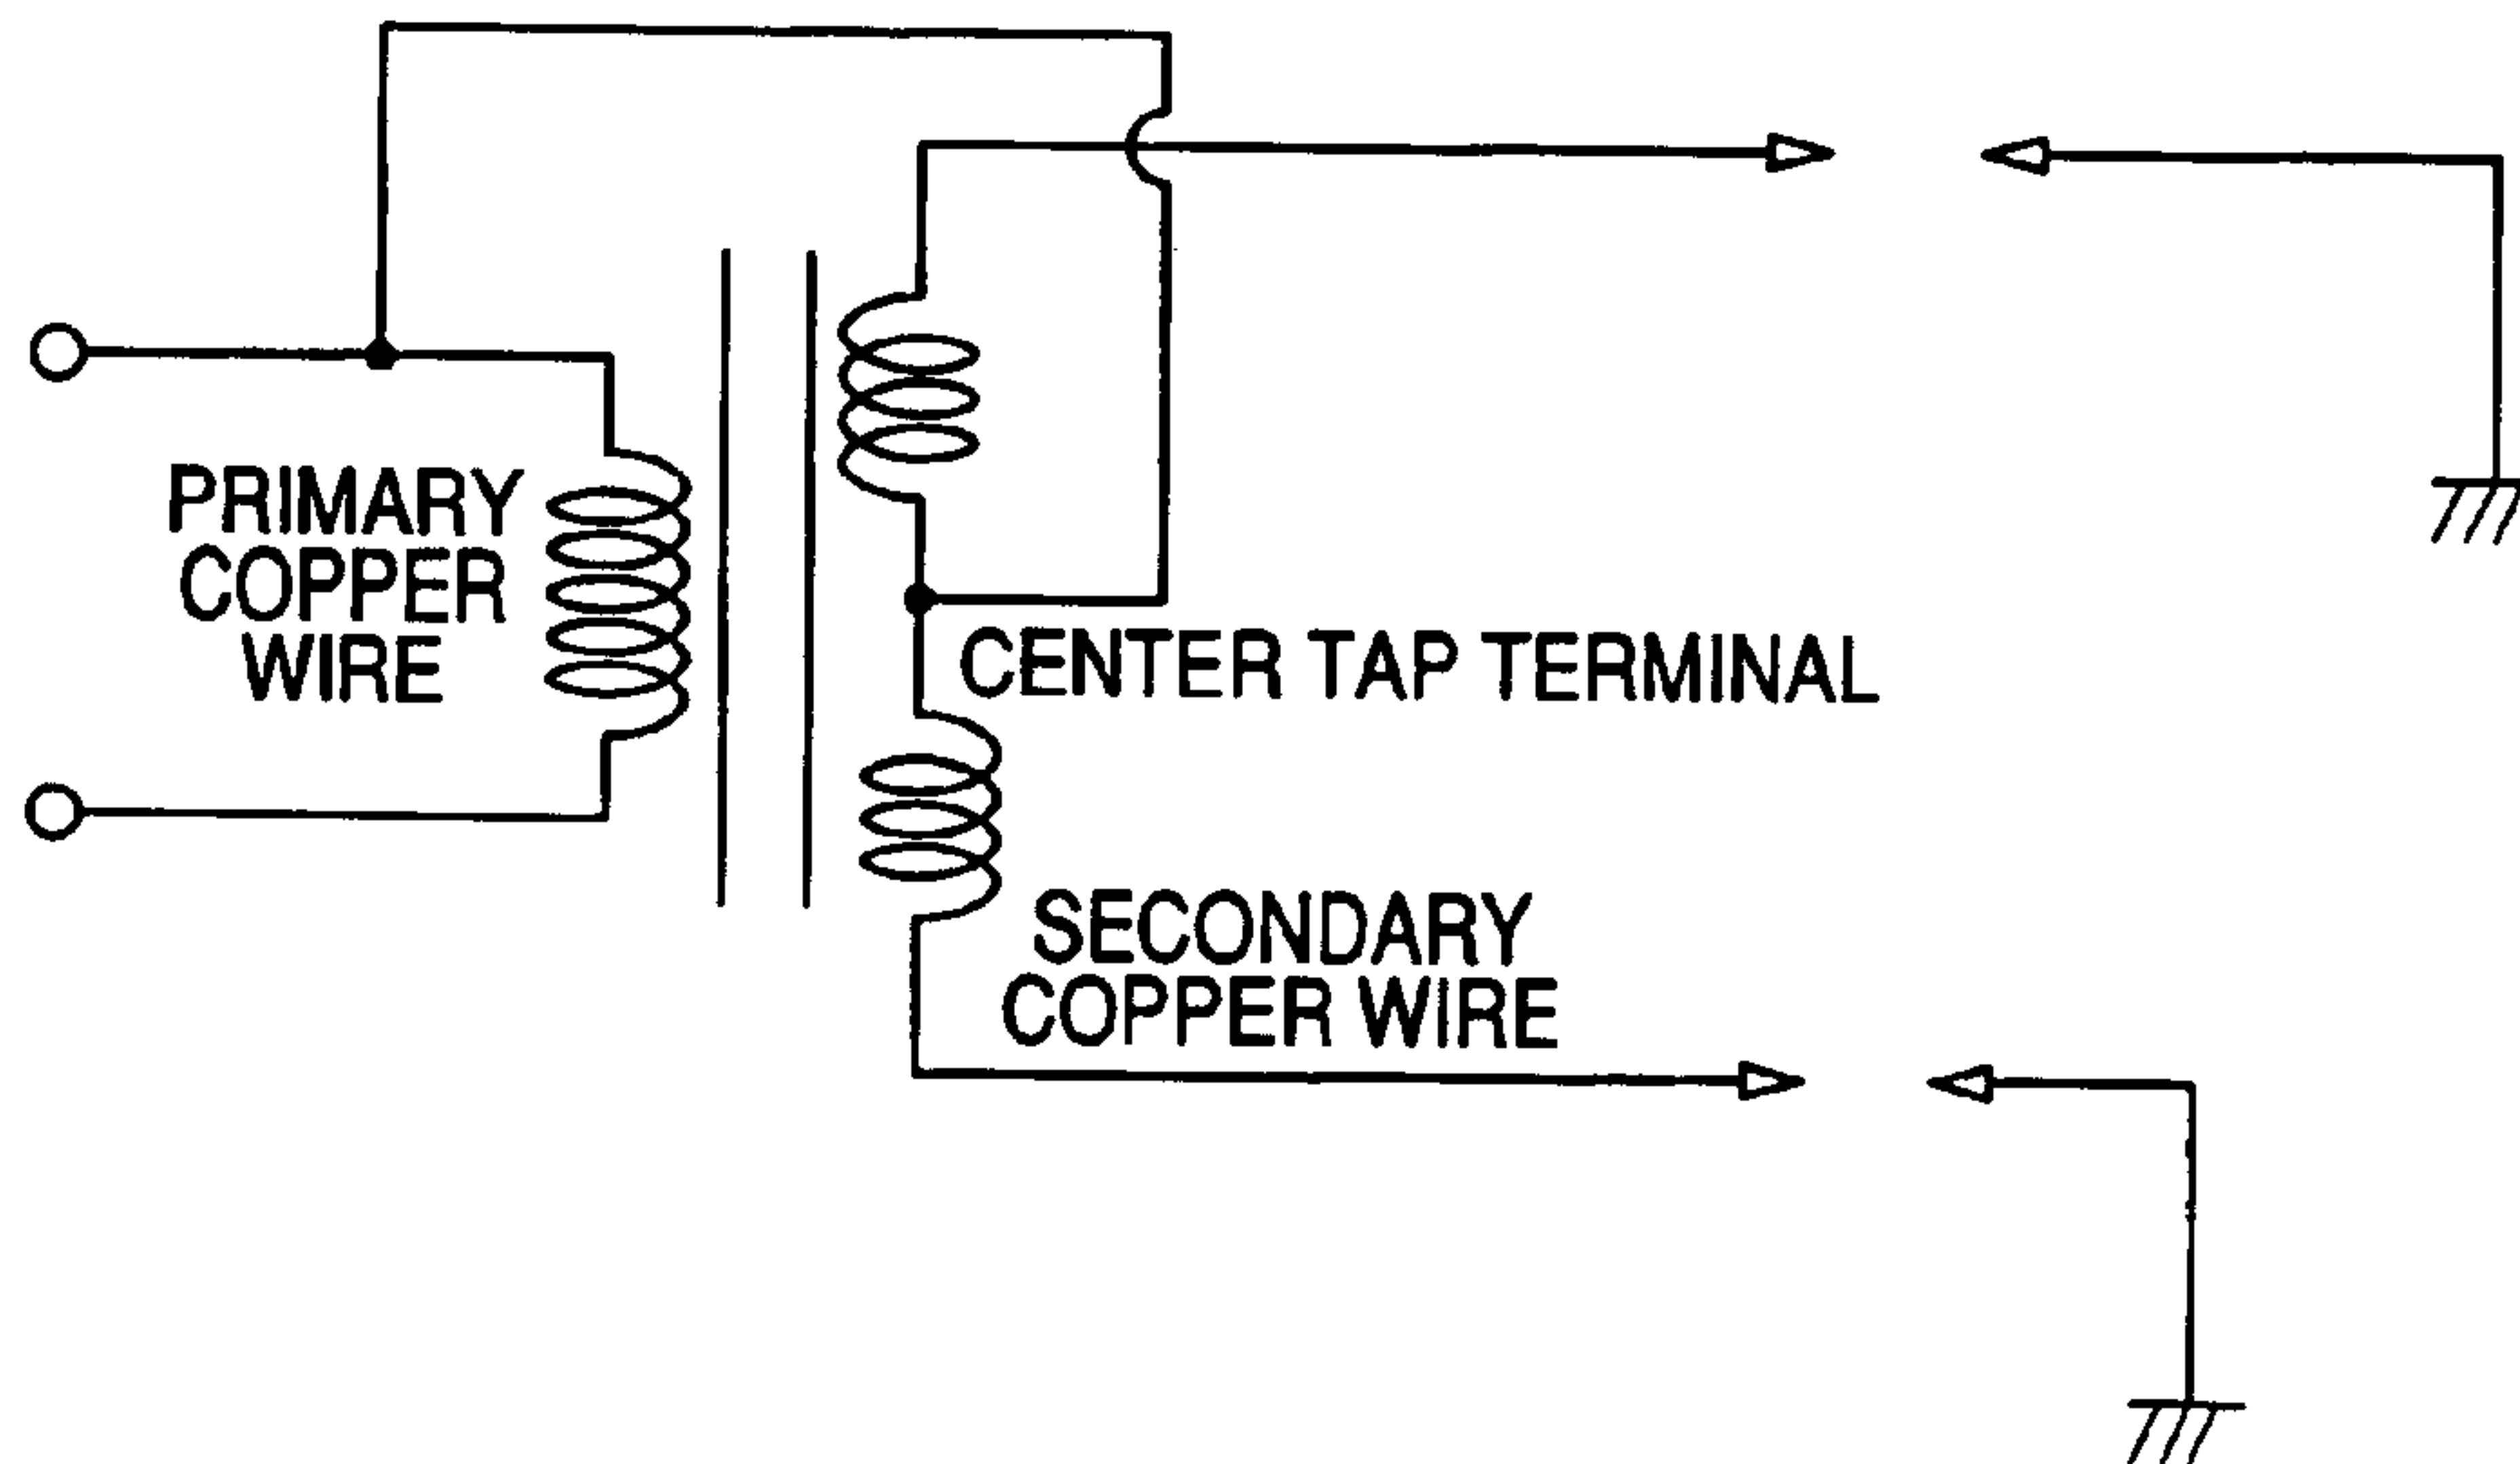 PRIMARY
COPPER
WIRE
CENTER TAP TERMINAL
SECONDARY
COPPER WIRE